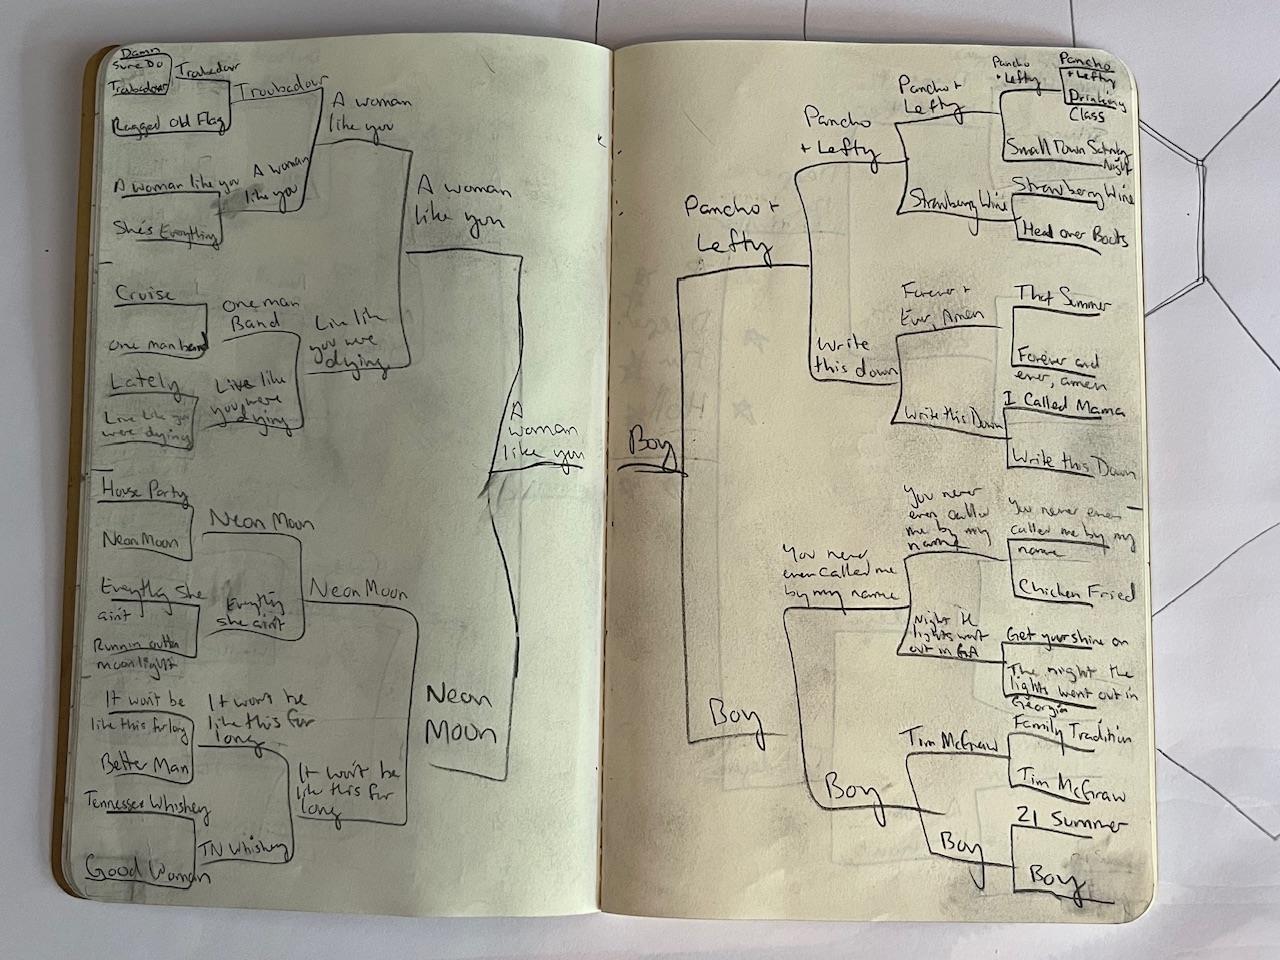 Damn
Sure Do
Troubadour
Ragged Old Flag
A woman like you
She's Everything
Cruise
one man band
Lately
Live Like you
were dying
House Party
Neon Moon
Everything she
ain't
Runnin outta
moonlight
It won't be
like this for long
Better Man
Tennessee Whiskey
Good Woman
Troubadour
Troubadour
A woman
like you
one man
Band
Live like
you were
dying
Neon Moon
Everything
she ain't
It won't be
like this for
long
TN Whiskey
A woman
like you
Live like
you were
dying
Neon Moon
It won't be
like this for
long
A woman
like you
Neon
Moon
A
woman
like you
Boy
Pancho +
Lefty
Boy
Pancho
+ Lefty
Write
this down
You never
even called me
by my name
Boy
Pancho +
Lefty
Strawberry Wine
Forever +
Ever, Amen
Write this Down
You never
even called
me by my
name
Night the
lights went
out in GA
Tim McGraw
Boy
Pancho
+ Lefty
Pancho
+ Lefty
Drinking
Class
Small Town Saturday
Night
Strawberry Wine
Head over Boots
That Summer
Forever and
ever, amen
I Called Mama
Write this Down
You never even
called me by my
name
Chicken Fried
Get your shine on
The night the
lights went out in
Georgia
Family Tradition
Tim McGraw
21 Summer
Boy